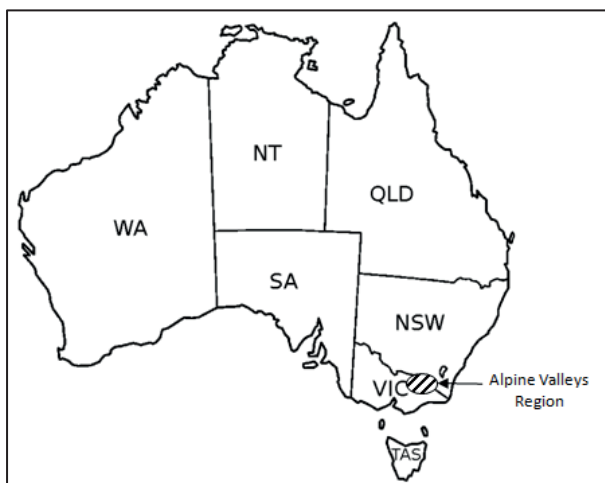 NT
QLD
WA
SA
NSW
VIC
Alpine Valleys
Region
TAS